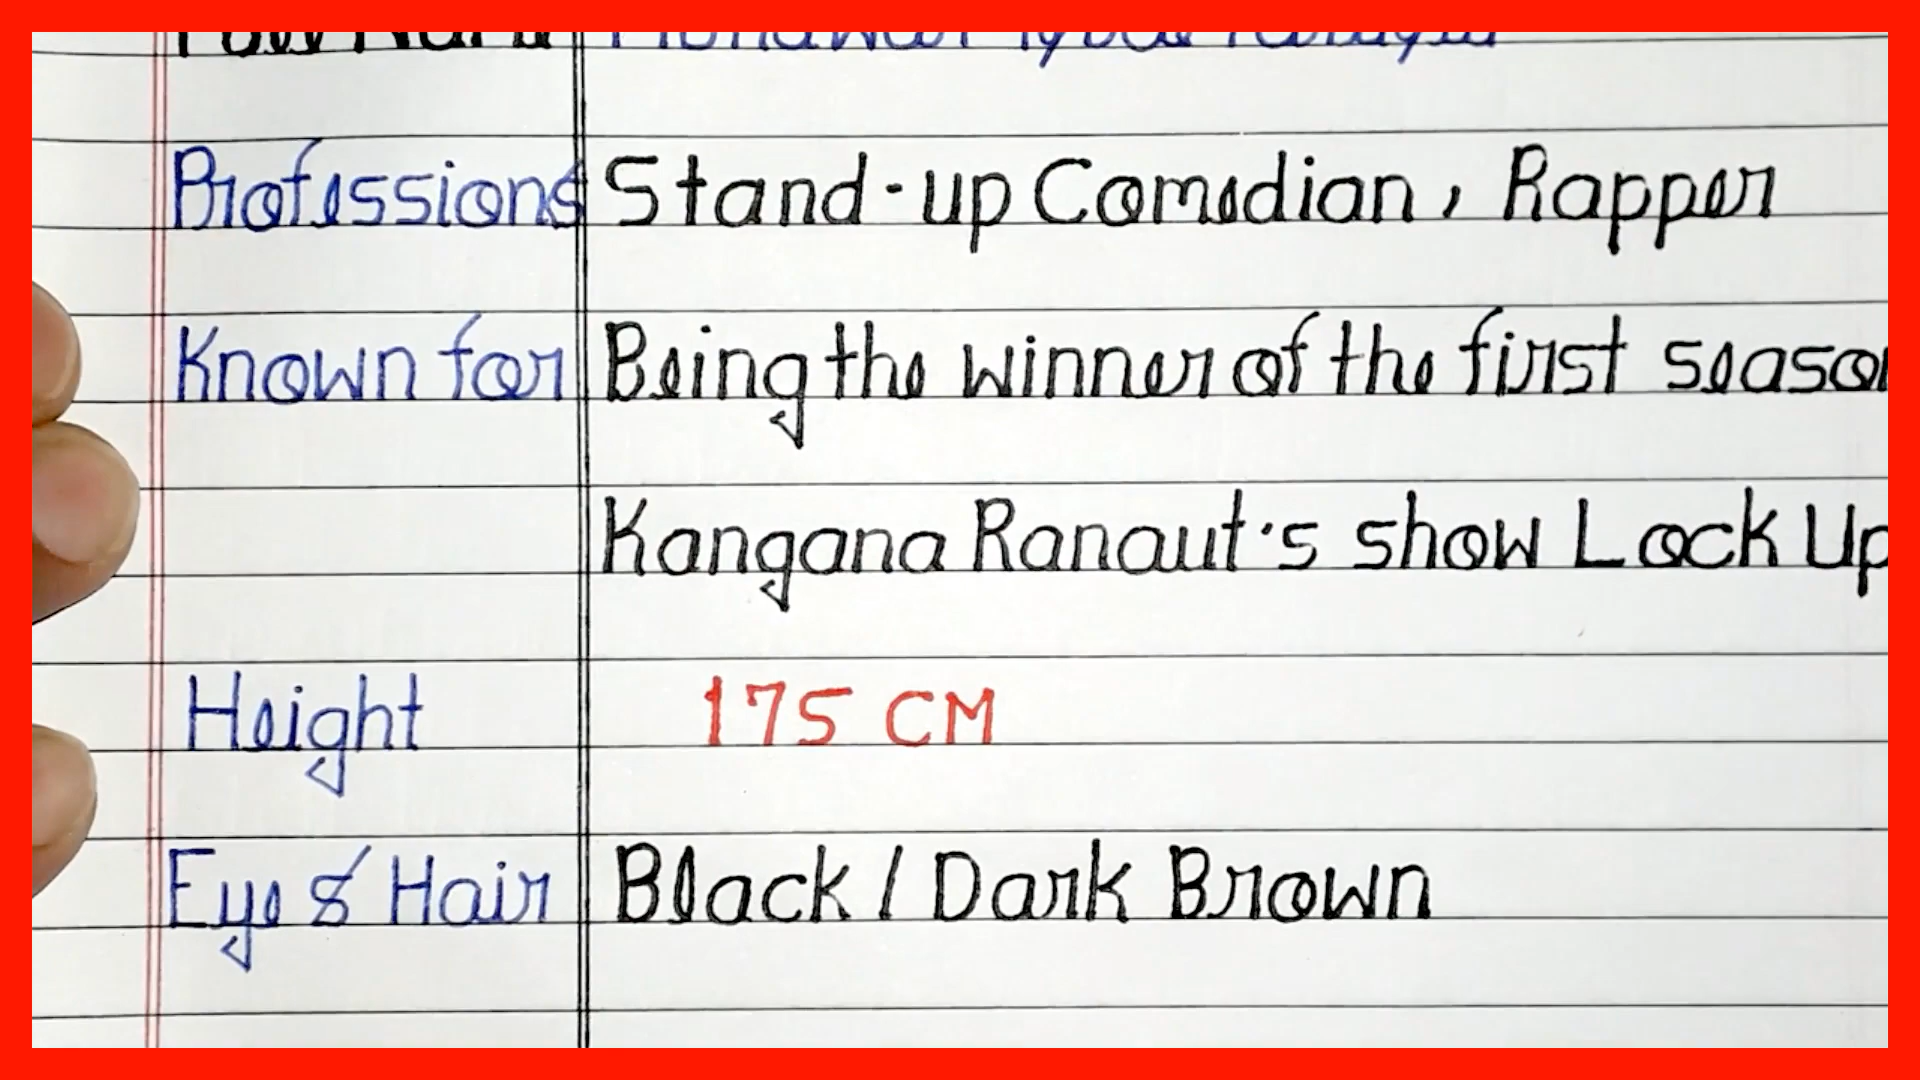 Professions Stand-up Comedian, Rapper
Known for Being the winner of the first
Kangana Ranaut's show Lock Up
Height 175 CM
Eye & Hair Black / Dark Brown